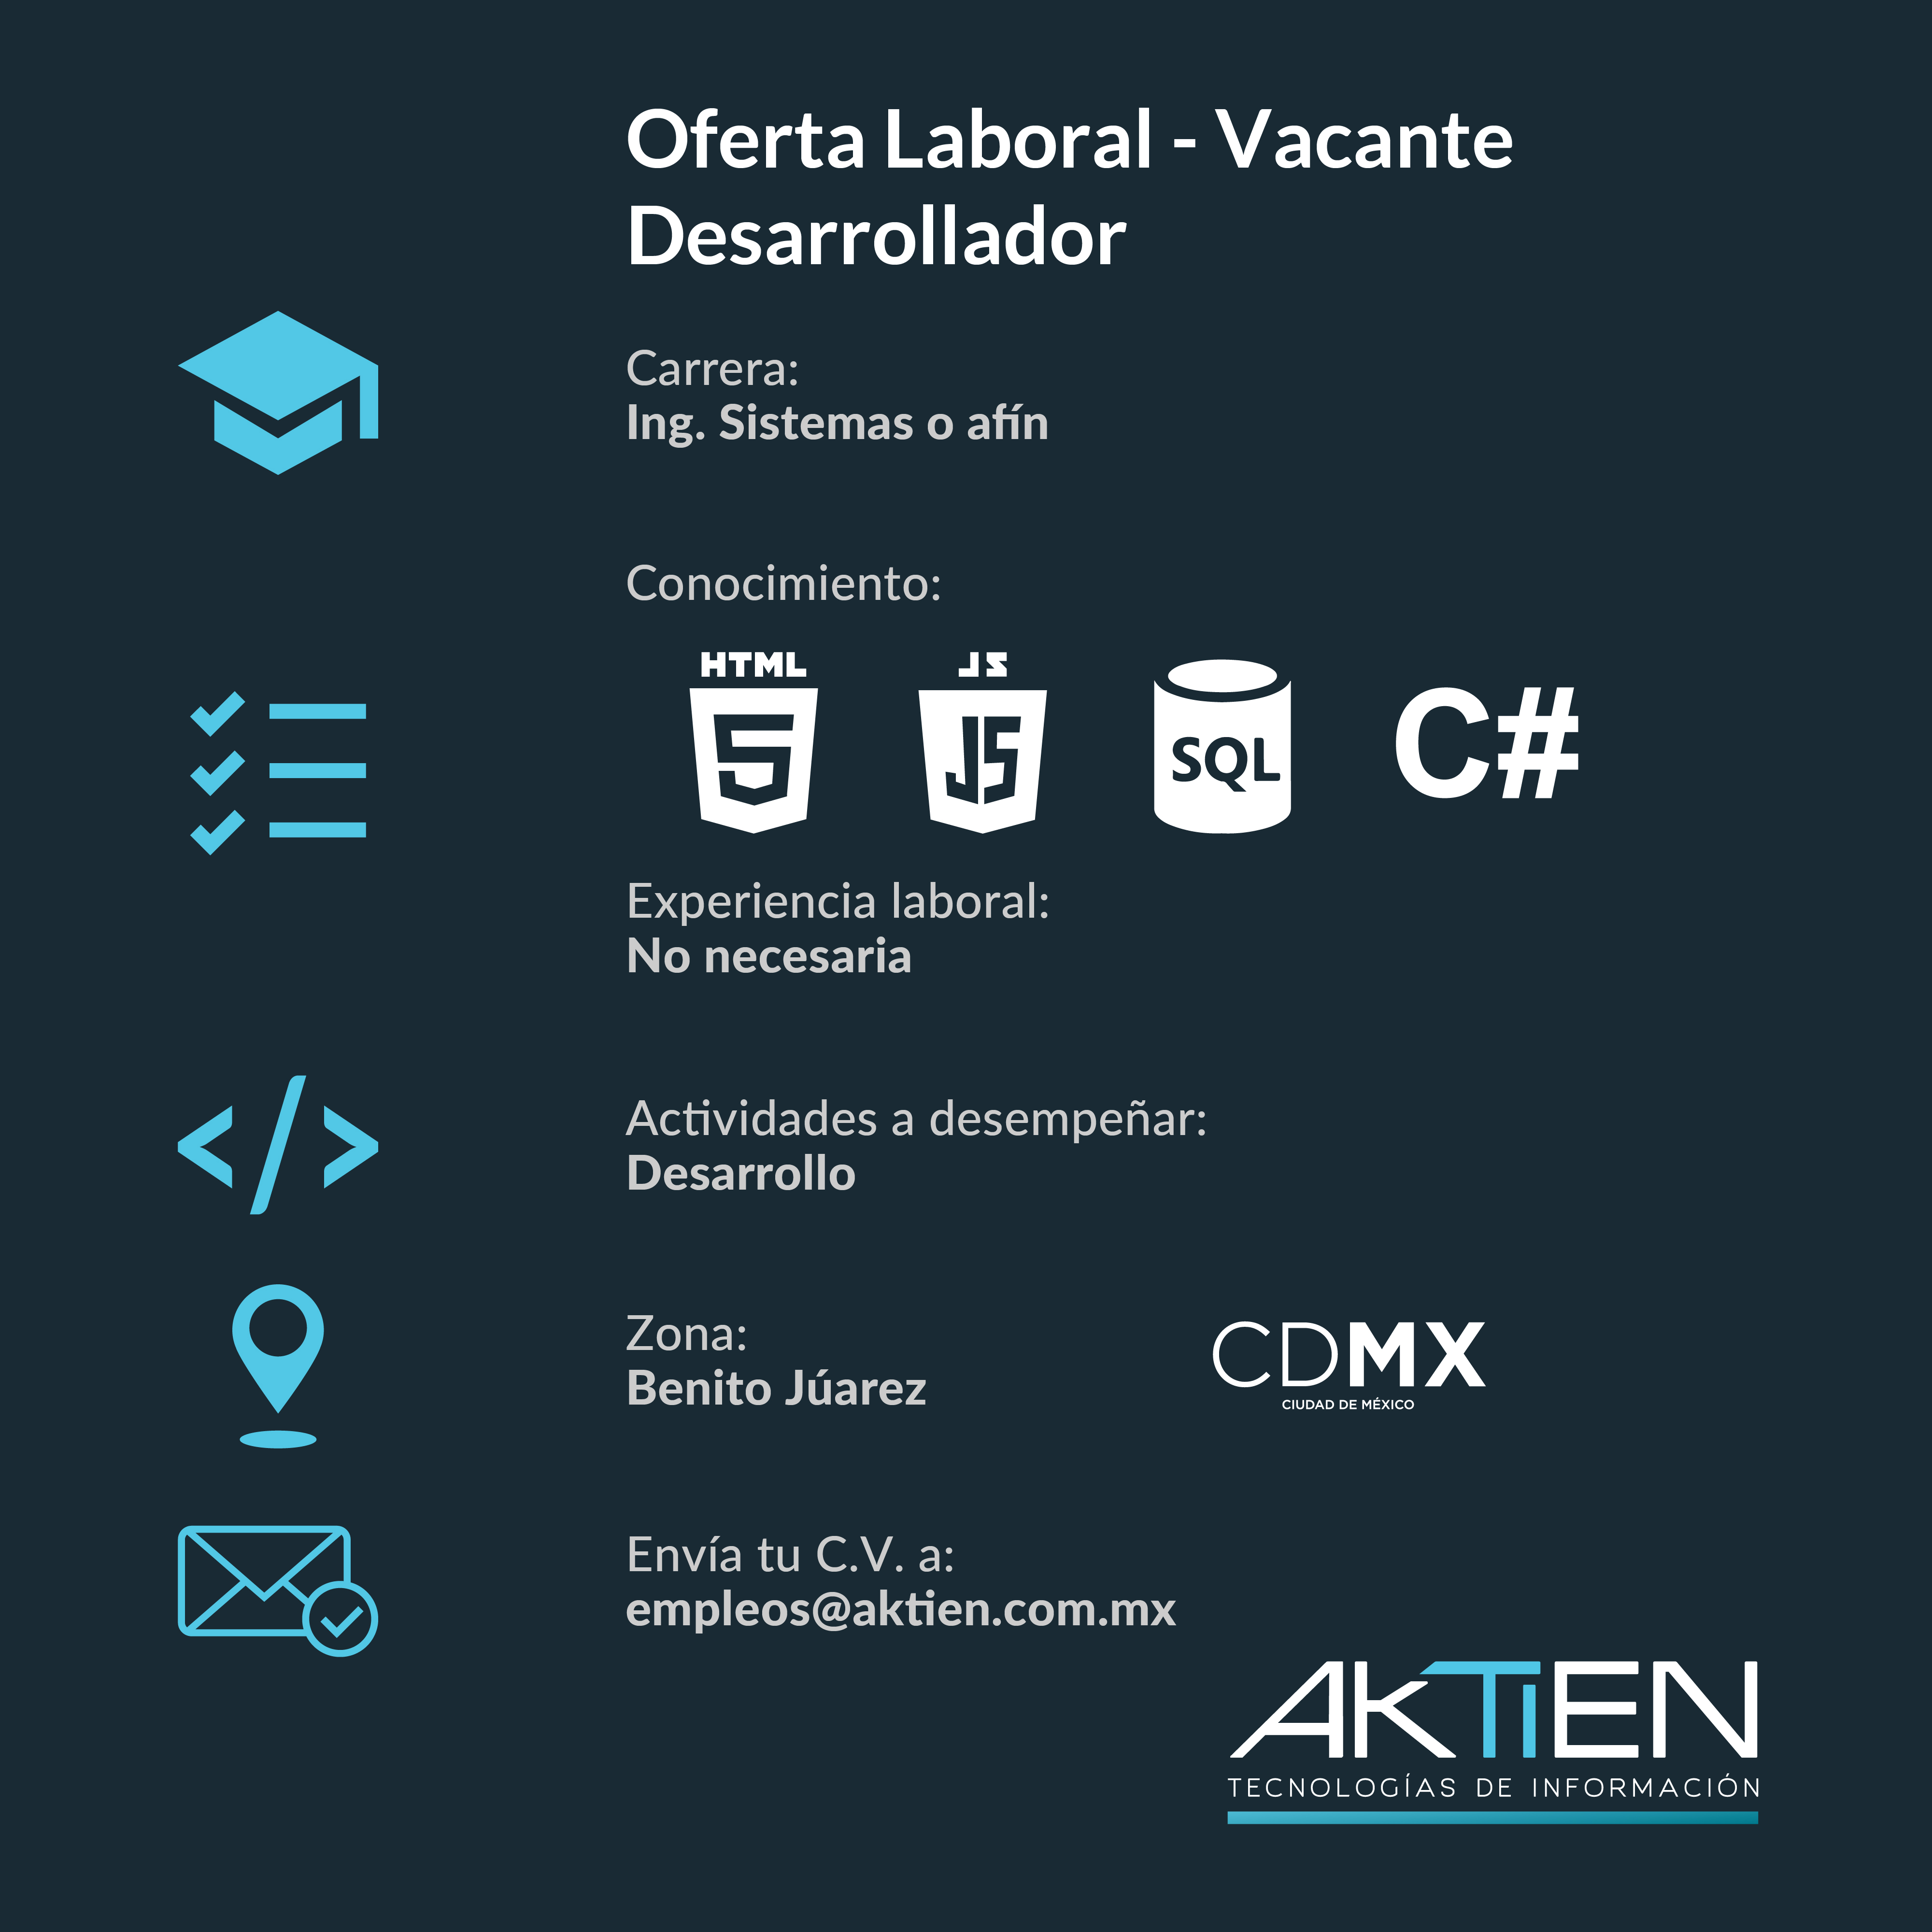 Oferta Laboral - Vacante
Desarrollador
Carrera:
Ing. Sistemas o afín
Conocimiento:
HTML JS
5 JS SQL C#
Experiencia laboral:
No necesaria
Actividades a desempeñar:
Desarrollo
Zona:
Benito Júarez
CDMX
CIUDAD DE MÉXICO
Envía tu C.V. a:
empleos@aktien.com.mx
AKTiEN
TECNOLOGÍAS DE INFORMACIÓN